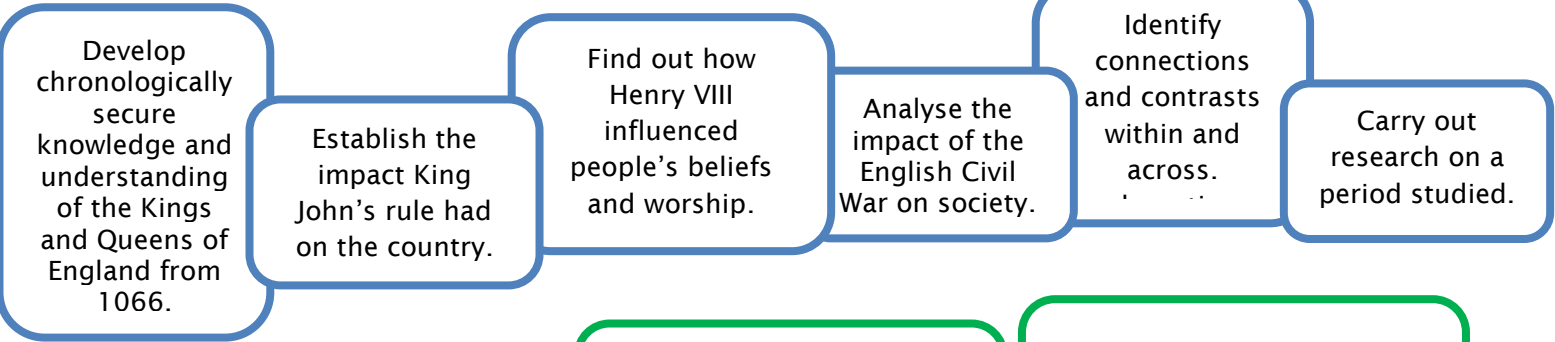 Develop
chronologically
secure
knowledge and
understanding
of the Kings
and Queens of
England from
1066.
Establish the
impact King
John's rule had
on the country.
Find out how
Henry VIII
influenced
people's beliefs
and worship.
Analyse the
impact of the
English Civil
War on society.
Identify
connections
and contrasts
within and
across.
Carry out
research on a
period studied.